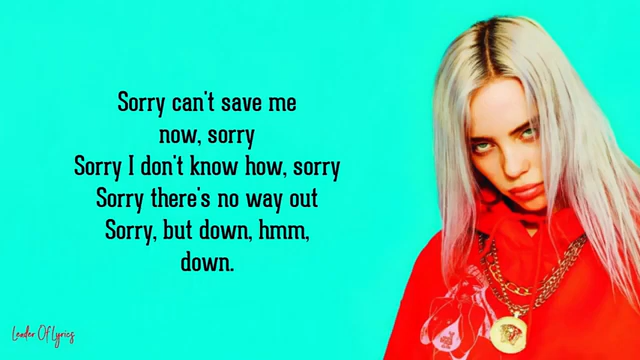 Sorry can't save me
now, sorry
Sorry I don't know how, sorry
Sorry there's no way out
Sorry, but down, hmm,
down.
Leader Of Lyrics